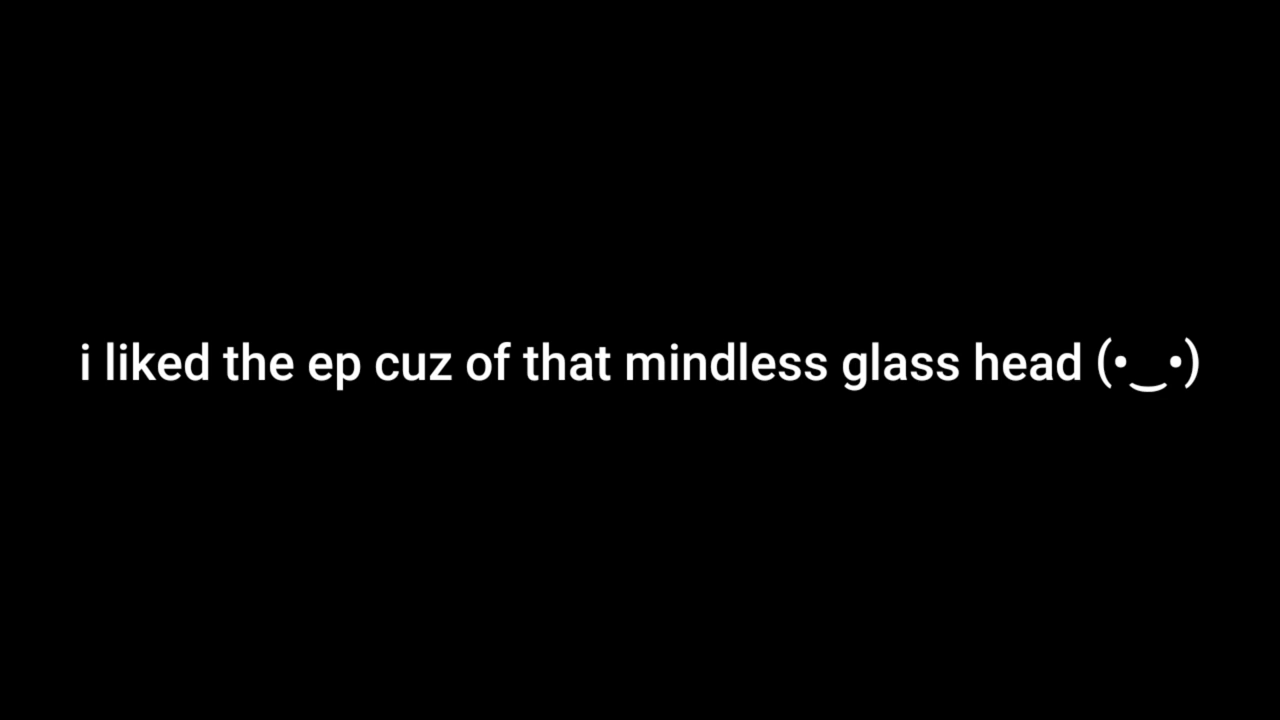 i liked the ep cuz of that mindless glass head (•‿•)